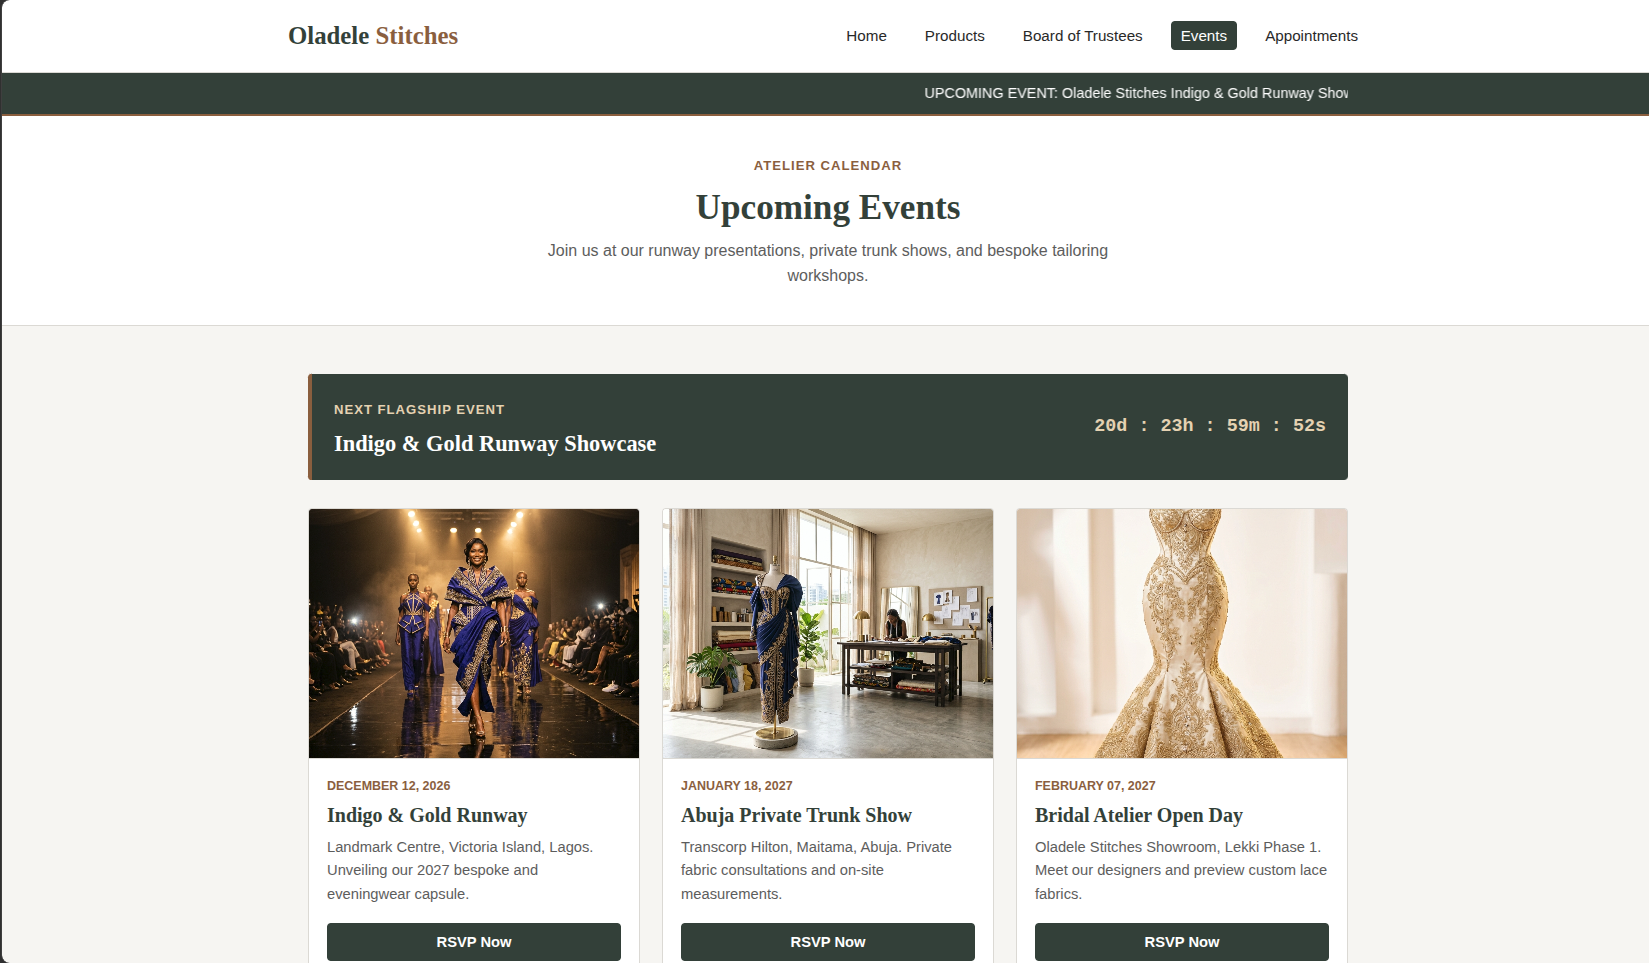 Oladele Stitches
Home
Products
Board of Trustees
Events
Appointments
UPCOMING EVENT: Oladele Stitches Indigo & Gold Runway
ATELIER CALENDAR
Upcoming Events
Join us at our runway presentations, private trunk shows, and bespoke tailoring
workshops.
NEXT FLAGSHIP EVENT
Indigo & Gold Runway Showcase
20d : 23h : 59m : 52s
DECEMBER 12, 2026
Indigo & Gold Runway
Landmark Centre, Victoria Island, Lagos.
Unveiling our 2027 bespoke and
eveningwear capsule.
RSVP Now
JANUARY 18, 2027
Abuja Private Trunk Show
Transcorp Hilton, Maitama, Abuja. Private
fabric consultations and on-site
measurements.
RSVP Now
FEBRUARY 07, 2027
Bridal Atelier Open Day
Oladele Stitches Showroom, Lekki Phase 1.
Meet our designers and preview custom lace
fabrics.
RSVP Now